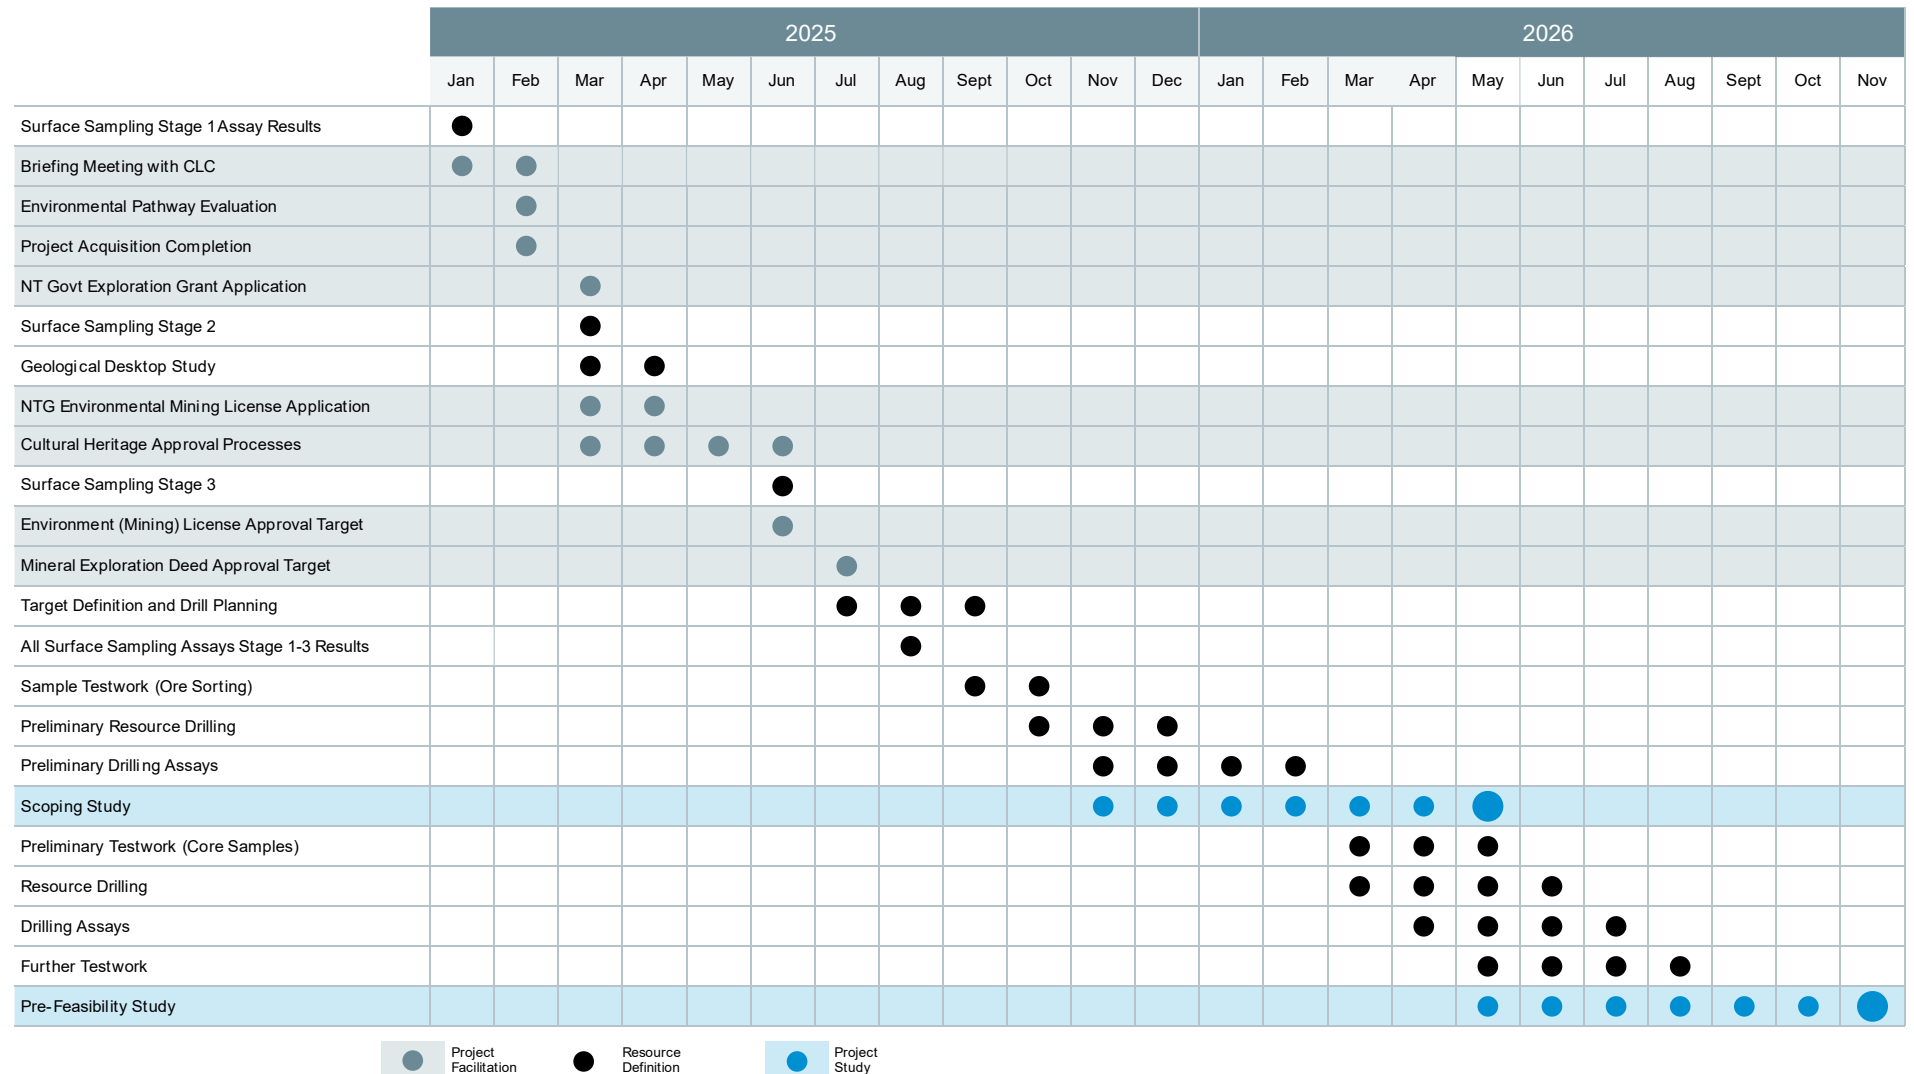 2025 2026
Jan Feb Mar Apr May Jun Jul Aug Sept Oct Nov Dec Jan Feb Mar Apr May Jun Jul Aug Sept Oct Nov
Surface Sampling Stage 1 Assay Results
Briefing Meeting with CLC
Environmental Pathway Evaluation
Project Acquisition Completion
NT Govt Exploration Grant Application
Surface Sampling Stage 2
Geological Desktop Study
NTG Environmental Mining License Application
Cultural Heritage Approval Processes
Surface Sampling Stage 3
Environment (Mining) License Approval Target
Mineral Exploration Deed Approval Target
Target Definition and Drill Planning
All Surface Sampling Assays Stage 1-3 Results
Sample Testwork (Ore Sorting)
Preliminary Resource Drilling
Preliminary Drilling Assays
Scoping Study
Preliminary Testwork (Core Samples)
Resource Drilling
Drilling Assays
Further Testwork
Pre-Feasibility Study
Project
Facilitation
Resource
Definition
Project
Study